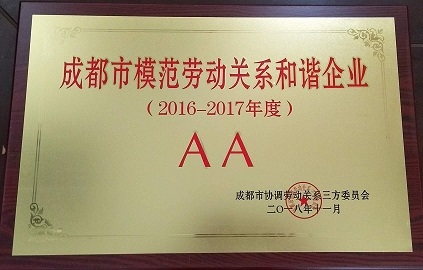 成都市模范劳动关系和谐企业
（2016-2017年度）
AA
成都市协调劳动关系三方委员会
二〇一八年十一月